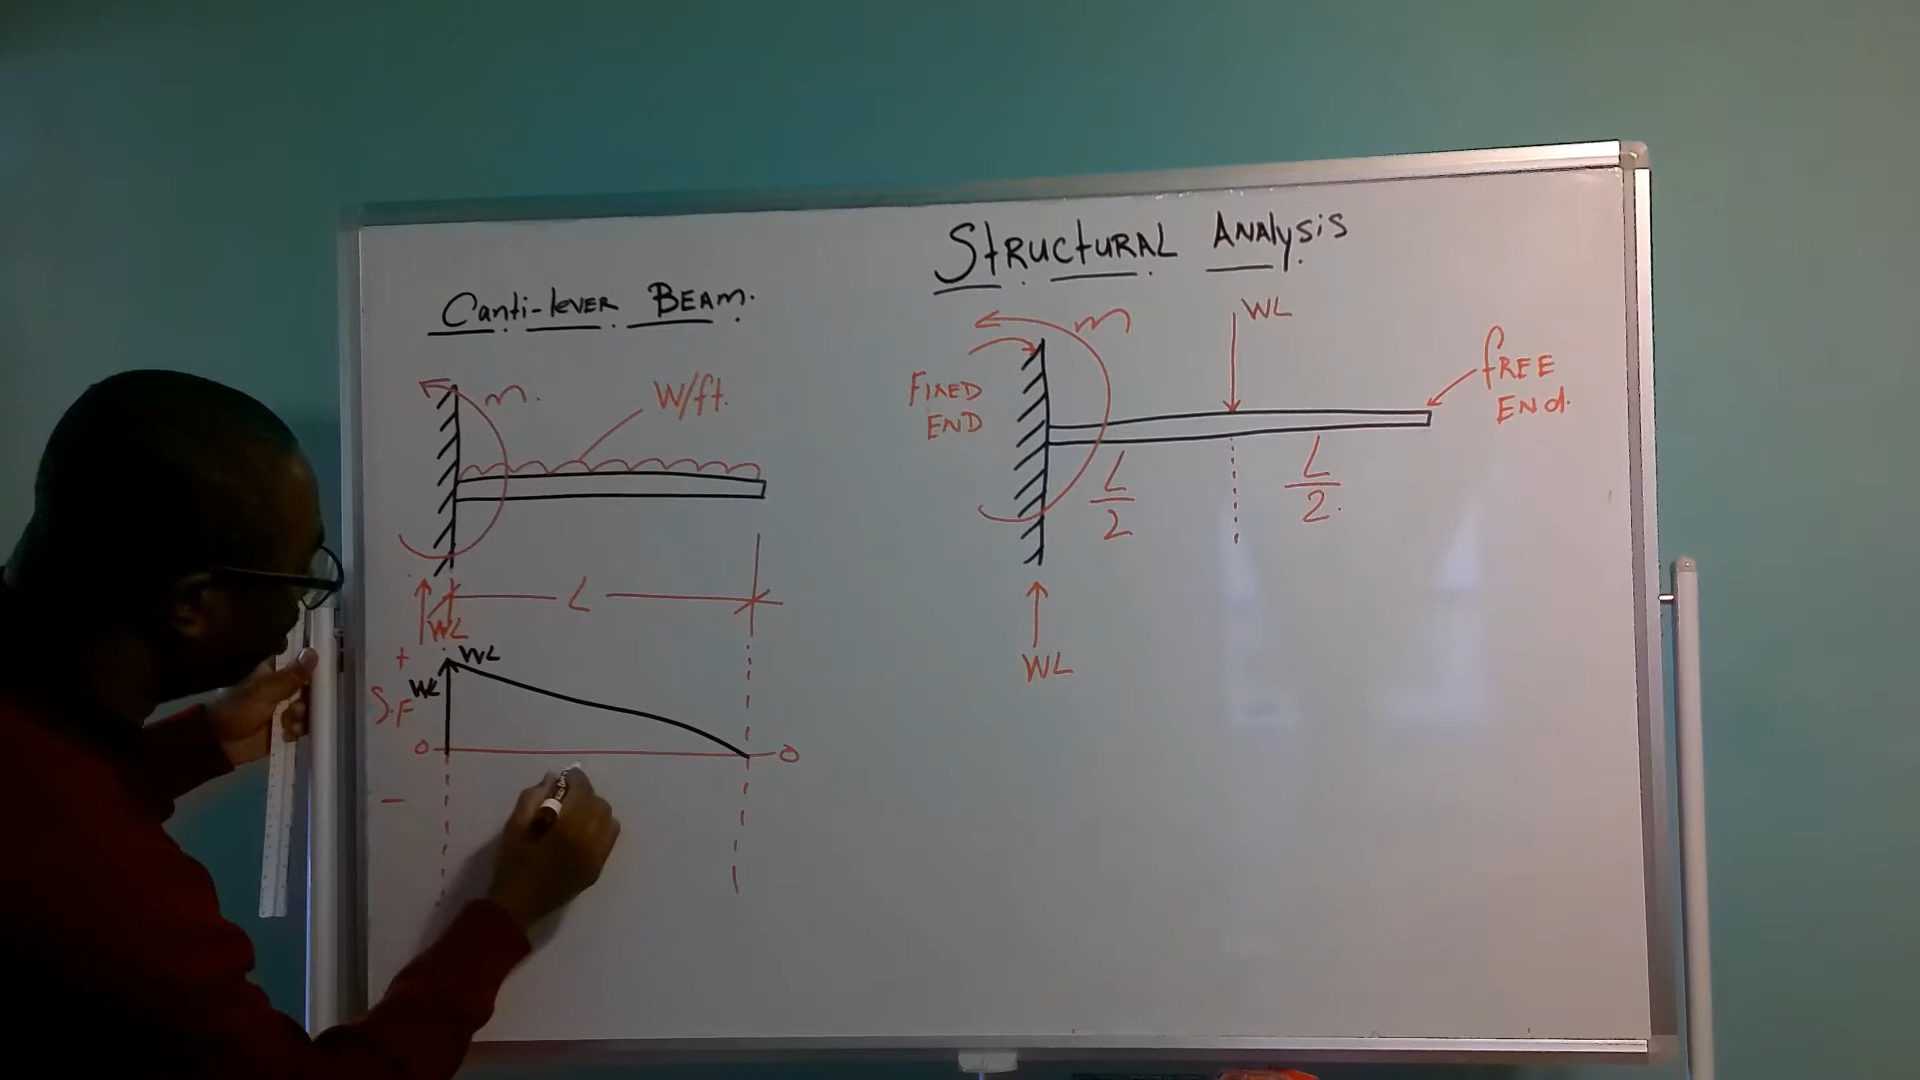 Canti-lever BEAM.
m.
W/ft.
L
WL
+
WL
WL
S.F
0
0
-
Structural Analysis
m
WL
Fixed
END
free
End.
L/2
L/2.
WL